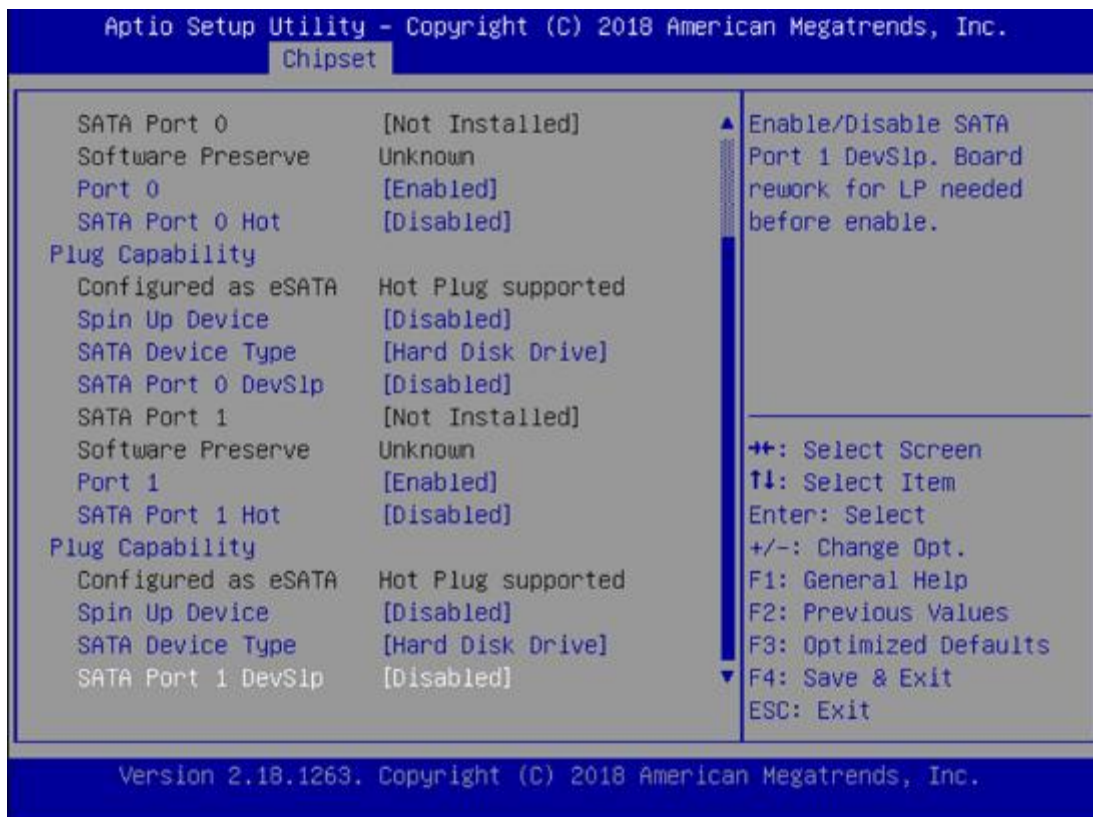 Aptio Setup Utility – Copyright (C) 2018 American Megatrends, Inc.
Chipset
SATA Port 0 [Not Installed]
Software Preserve Unknown
Port 0 [Enabled]
SATA Port 0 Hot [Disabled]
Plug Capability
Configured as eSATA Hot Plug supported
Spin Up Device [Disabled]
SATA Device Type [Hard Disk Drive]
SATA Port 0 DevSlp [Disabled]
SATA Port 1 [Not Installed]
Software Preserve Unknown
Port 1 [Enabled]
SATA Port 1 Hot [Disabled]
Plug Capability
Configured as eSATA Hot Plug supported
Spin Up Device [Disabled]
SATA Device Type [Hard Disk Drive]
SATA Port 1 DevSlp [Disabled]
Enable/Disable SATA
Port 1 DevSlp. Board
rework for LP needed
before enable.
→←: Select Screen
↑↓: Select Item
Enter: Select
+/-: Change Opt.
F1: General Help
F2: Previous Values
F3: Optimized Defaults
F4: Save & Exit
ESC: Exit
Version 2.18.1263. Copyright (C) 2018 American Megatrends, Inc.